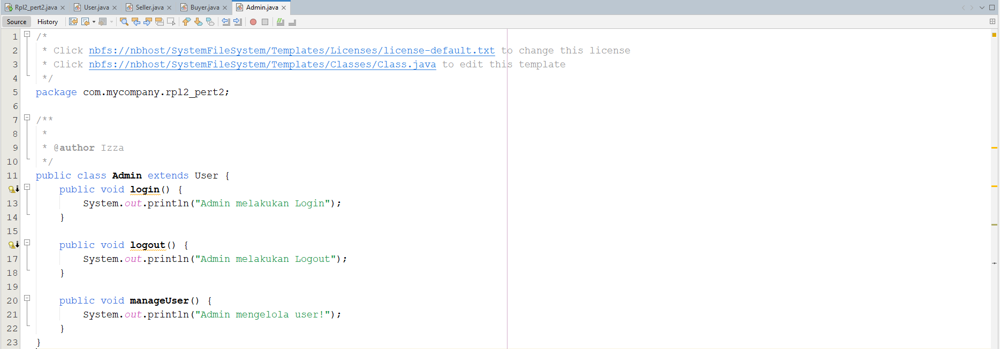 Rpl2_pert2.java User.java Seller.java Buyer.java Admin.java
Source History
1 /*
2 * Click nbfs://nbhost/SystemFileSystem/Templates/Licenses/license-default.txt to change this license
3 * Click nbfs://nbhost/SystemFileSystem/Templates/Classes/Class.java to edit this template
4 */
5 package com.mycompany.rpl2_pert2;
6
7 /**
8 *
9 * @author Izza
10 */
11 public class Admin extends User {
public void login() {
13 System.out.println("Admin melakukan Login");
14 }
15
public void logout() {
17 System.out.println("Admin melakukan Logout");
18 }
19
20 public void manageUser() {
21 System.out.println("Admin mengelola user!");
22 }
23 }